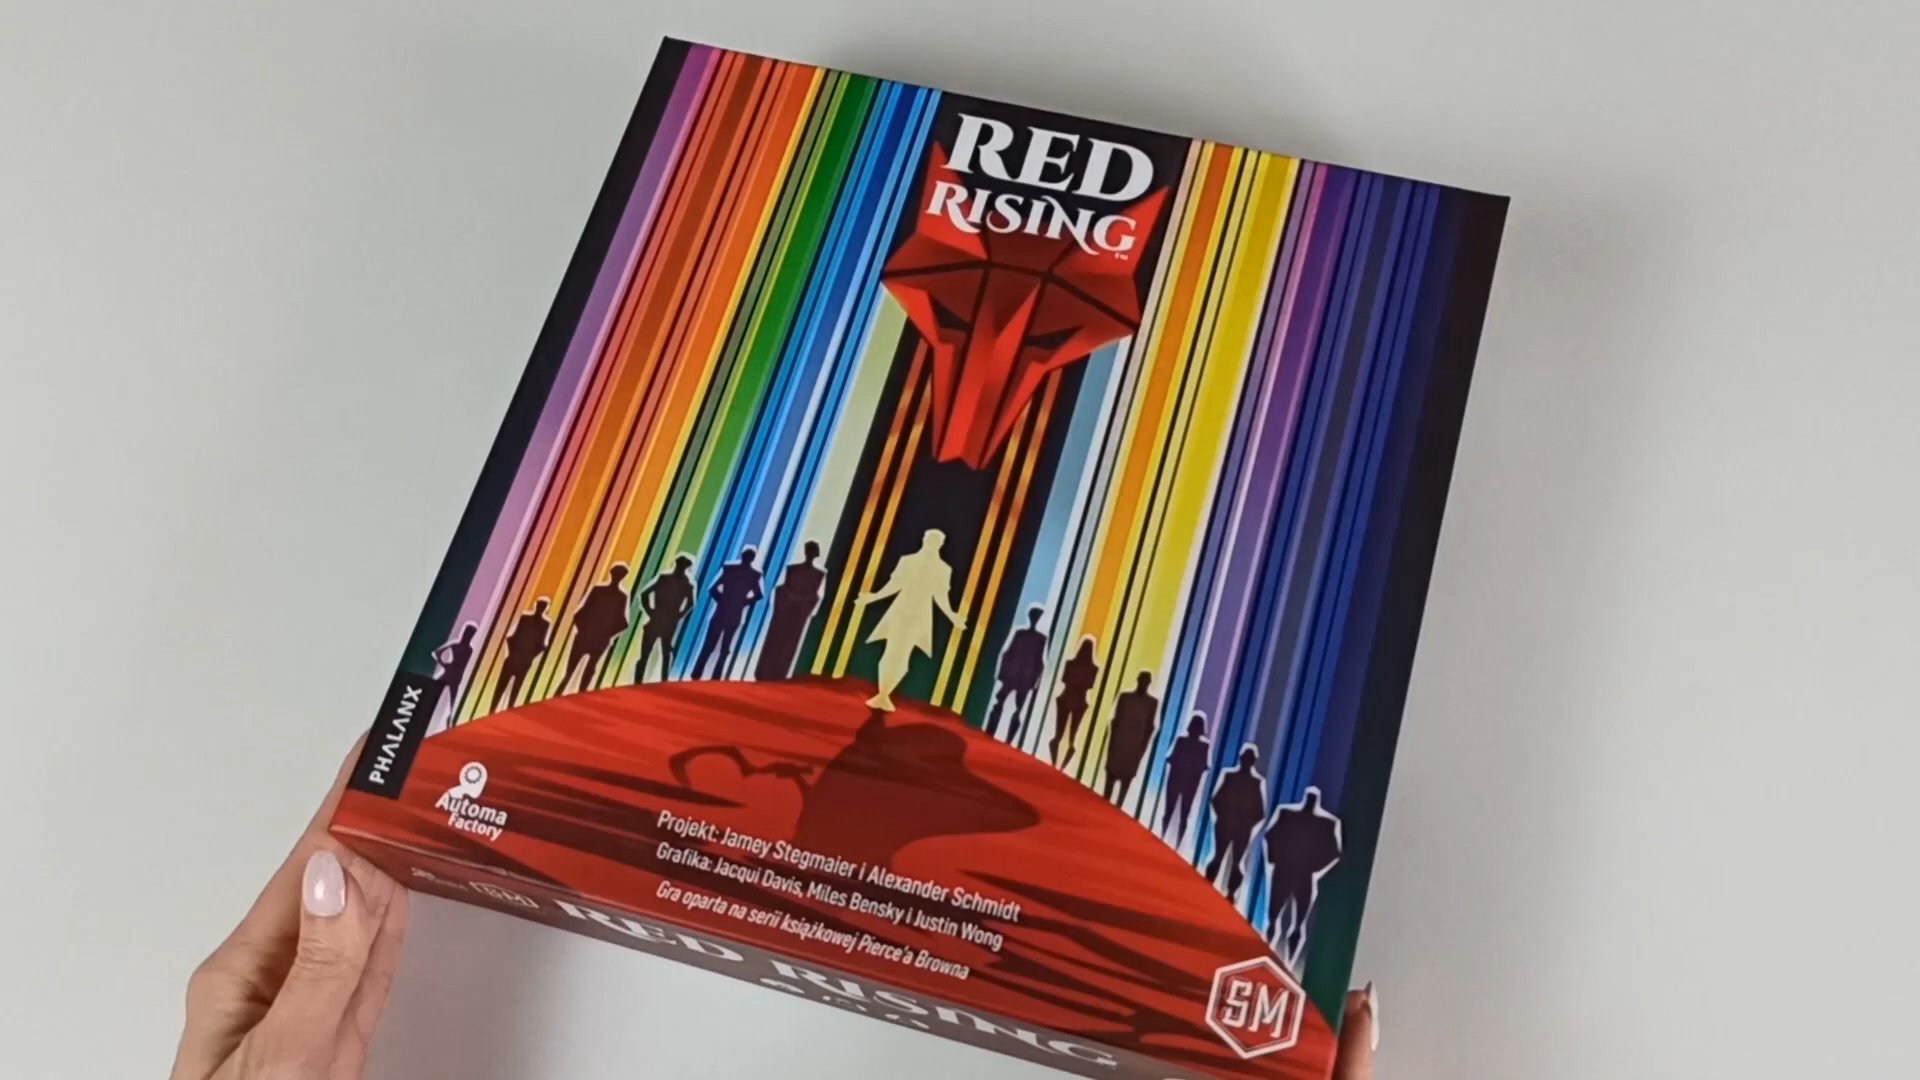 RED
RISING
PHALANX
Automa
Factory
Projekt: Jamey Stegmaier i Alexander Schmidt
Grafika: Jacqui Davis, Miles Bensky i Justin Wong
Gra oparta na serii książkowej Pierce'a Browna
SM
SM
RED RISING